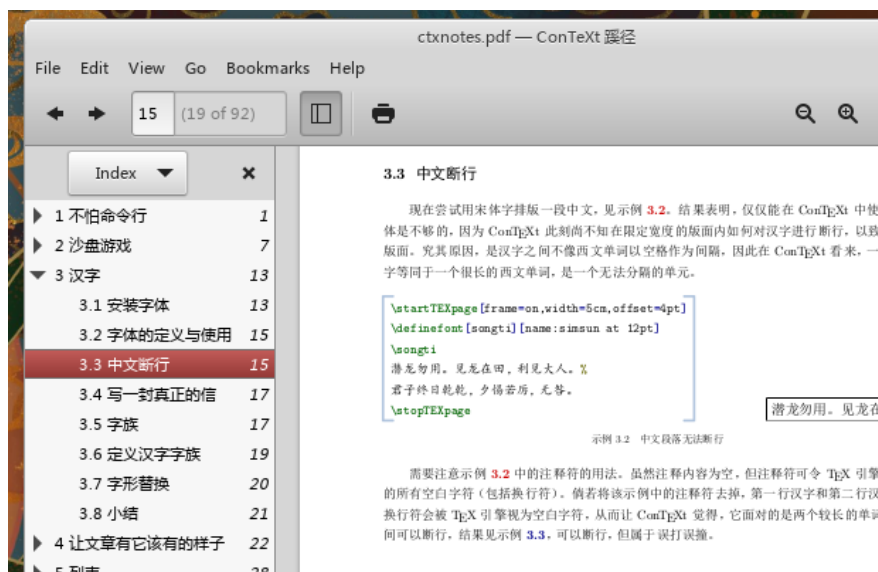 ctxnotes.pdf — ConTeXt 蹊径
File Edit View Go Bookmarks Help
15 (19 of 92)
Index
1 不怕命令行 1
2 沙盘游戏 7
3 汉字 13
3.1 安装字体 13
3.2 字体的定义与使用 15
3.3 中文断行 15
3.4 写一封真正的信 17
3.5 字族 17
3.6 定义汉字字族 19
3.7 字形替换 20
3.8 小结 21
4 让文章有它该有的样子 22
5 列表 28
3.3 中文断行
现在尝试用宋体字排版一段中文，见示例 3.2。结果表明，仅仅能在 ConTeXt 中使
体是不够的，因为 ConTeXt 此刻尚不知在限定宽度的版面内如何对汉字进行断行，以致
版面。究其原因，是汉字之间不像西文单词以空格作为间隔，因此在 ConTeXt 看来，一
字等同于一个很长的西文单词，是一个无法分隔的单元。
\startTEXpage[frame=on,width=5cm,offset=4pt]
\definefont[songti][name:simsun at 12pt]
\songti
潜龙勿用。见龙在田，利见大人。%
君子终日乾乾，夕惕若厉，无咎。
\stopTEXpage
潜龙勿用。见龙在
示例 3.2 中文段落无法断行
需要注意示例 3.2 中的注释符的用法。虽然注释内容为空，但注释符可令 TeX 引擎
的所有空白字符（包括换行符）。倘若将该示例中的注释符去掉，第一行汉字和第二行汉
换行符会被 TeX 引擎视为空白字符，从而让 ConTeXt 觉得，它面对的是两个较长的单词
间可以断行，结果见示例 3.3，可以断行，但属于误打误撞。